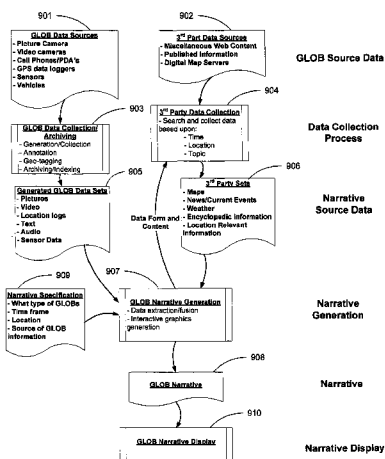 901
GLOB Data Sources
- Picture Camera
- Video cameras
- Cell Phones/PDA's
- GPS data loggers
- Sensors
- Vehicles
902
3rd Part Data Sources
- Miscellaneous Web Content
- Published Information
- Digital Map Servers
GLOB Source Data
903
GLOB Data Collection/
Archiving
- Generation/Collection
- Annotation
- Geo-tagging
- Archiving/Indexing
904
3rd Party Data Collection
- Search and collect data
based upon:
- Time
- Location
- Topic
Data Collection
Process
905
Generated GLOB Data Sets
- Pictures
- Video
- Location logs
- Text
- Audio
- Sensor Data
906
3rd Party Sets
- Maps
- News/Current Events
- Weather
- Encyclopedic Information
- Location Relevant
Information
Narrative
Source Data
Data Form and
Content
909
Narrative Specification
- What type of GLOBs
- Time frame
- Location
- Source of GLOB
information
907
GLOB Narrative Generation
- Data extraction/fusion
- Interactive graphics
generation
Narrative
Generation
908
GLOB Narrative
Narrative
910
GLOB Narrative Display
Narrative Display